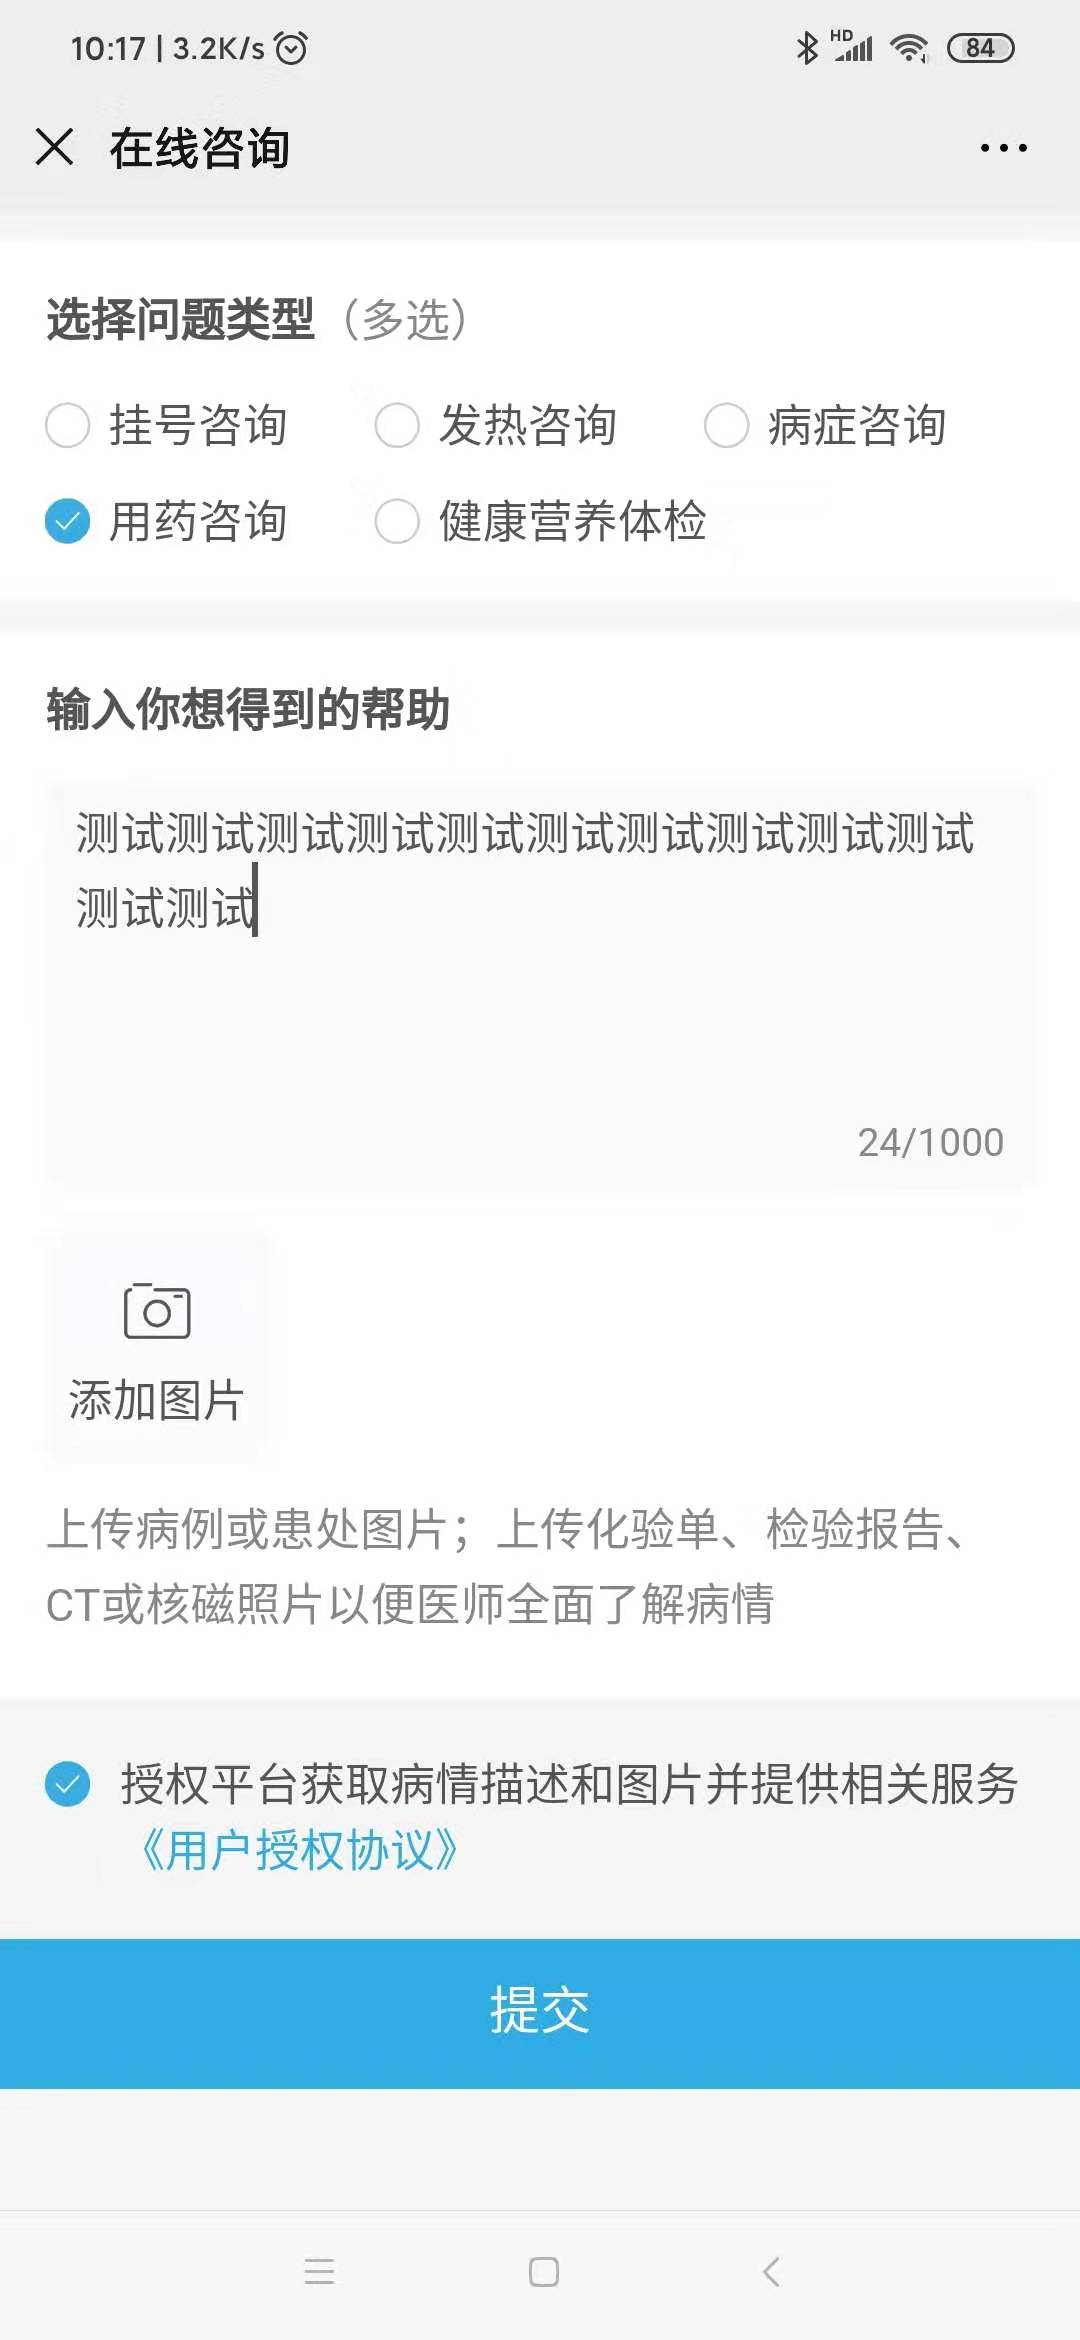 10:17 | 3.2K/s HD 84
在线咨询
选择问题类型（多选）
挂号咨询 发热咨询 病症咨询
用药咨询 健康营养体检
输入你想得到的帮助
测试测试测试测试测试测试测试测试测试测试
测试测试
24/1000
添加图片
上传病例或患处图片；上传化验单、检验报告、
CT或核磁照片以便医师全面了解病情
授权平台获取病情描述和图片并提供相关服务
《用户授权协议》
提交